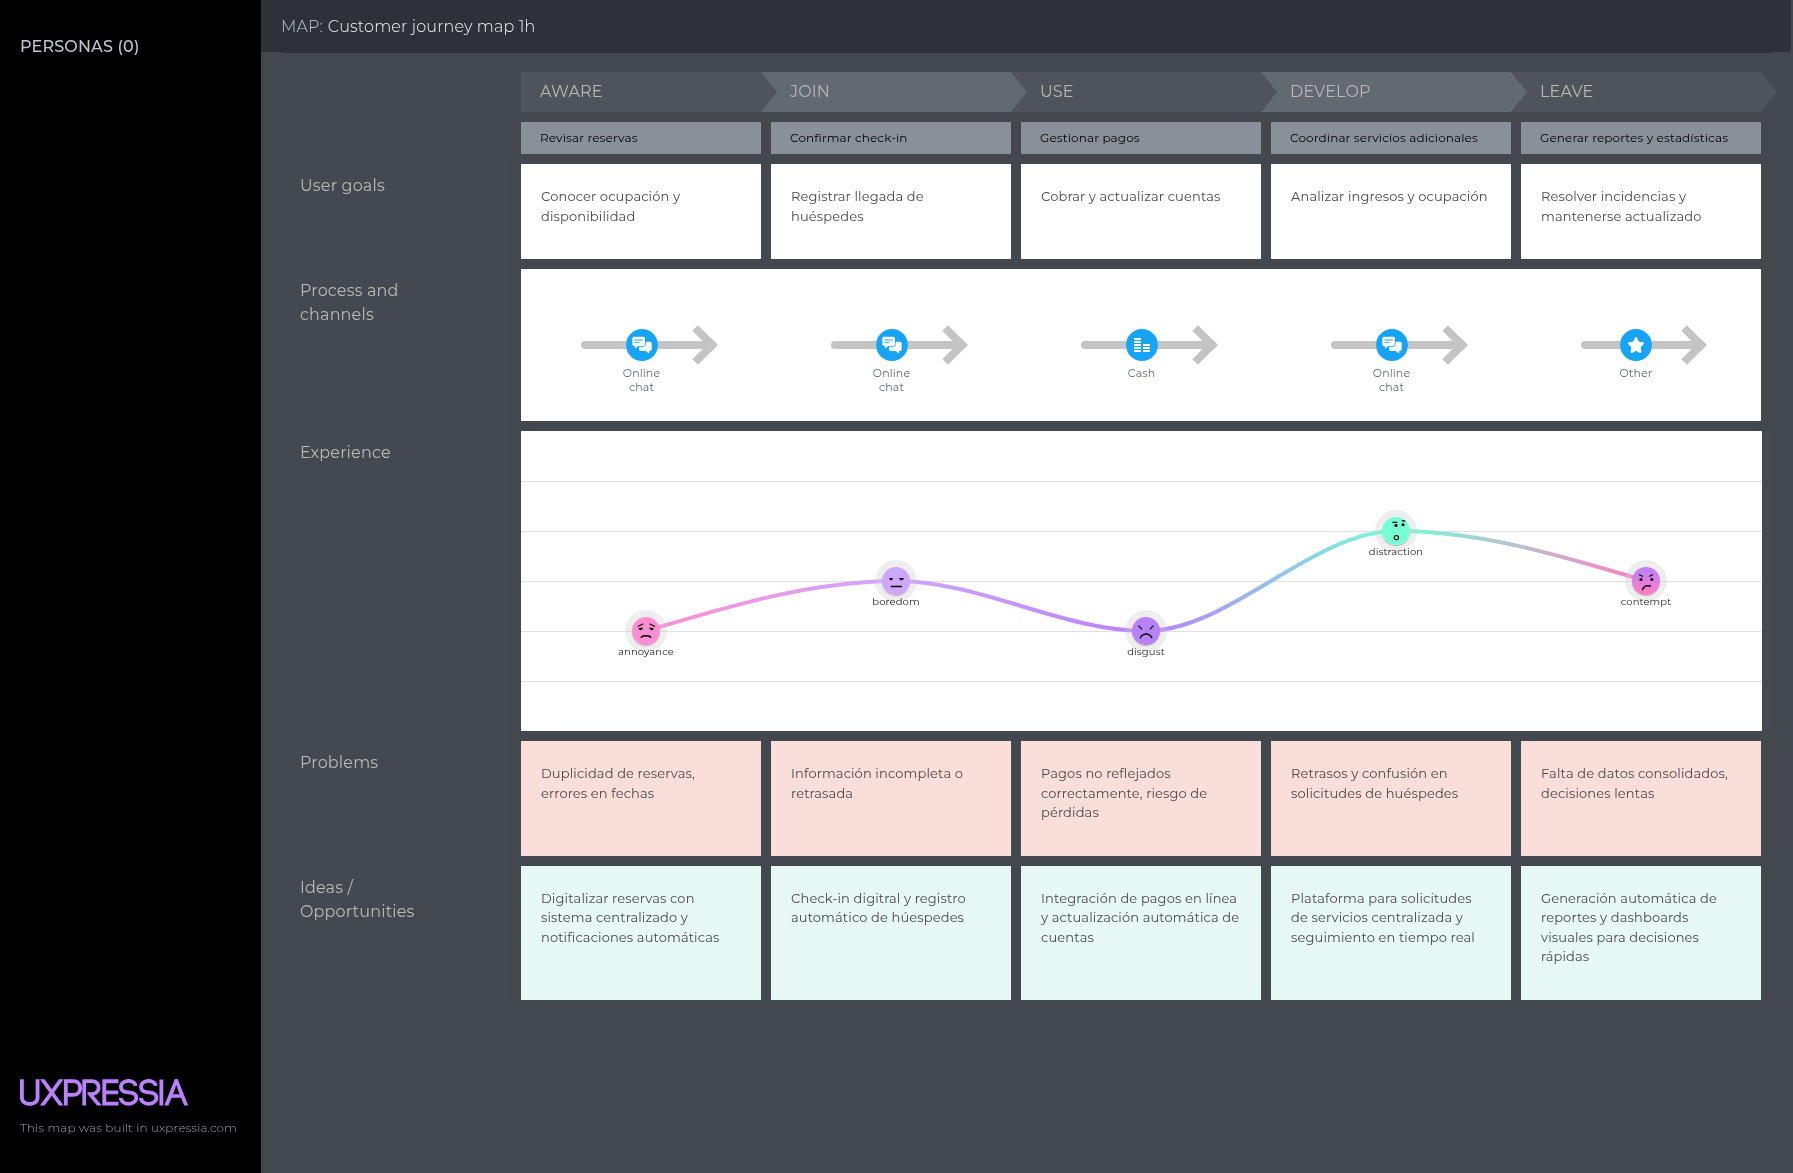 PERSONAS (0)
MAP: Customer journey map 1h
AWARE
JOIN
USE
DEVELOP
LEAVE
Revisar reservas
Confirmar check-in
Gestionar pagos
Coordinar servicios adicionales
Generar reportes y estadísticas
User goals
Conocer ocupación y
disponibilidad
Registrar llegada de
huéspedes
Cobrar y actualizar cuentas
Analizar ingresos y ocupación
Resolver incidencias y
mantenerse actualizado
Process and
channels
Online
chat
Online
chat
Cash
Online
chat
Other
Experience
annoyance
boredom
disgust
distraction
contempt
Problems
Duplicidad de reservas,
errores en fechas
Información incompleta o
retrasada
Pagos no reflejados
correctamente, riesgo de
pérdidas
Retrasos y confusión en
solicitudes de huéspedes
Falta de datos consolidados,
decisiones lentas
Ideas /
Opportunities
Digitalizar reservas con
sistema centralizado y
notificaciones automáticas
Check-in digitral y registro
automático de húespedes
Integración de pagos en línea
y actualización automática de
cuentas
Plataforma para solicitudes
de servicios centralizada y
seguimiento en tiempo real
Generación automática de
reportes y dashboards
visuales para decisiones
rápidas
UXPRESSIA
This map was built in uxpressia.com